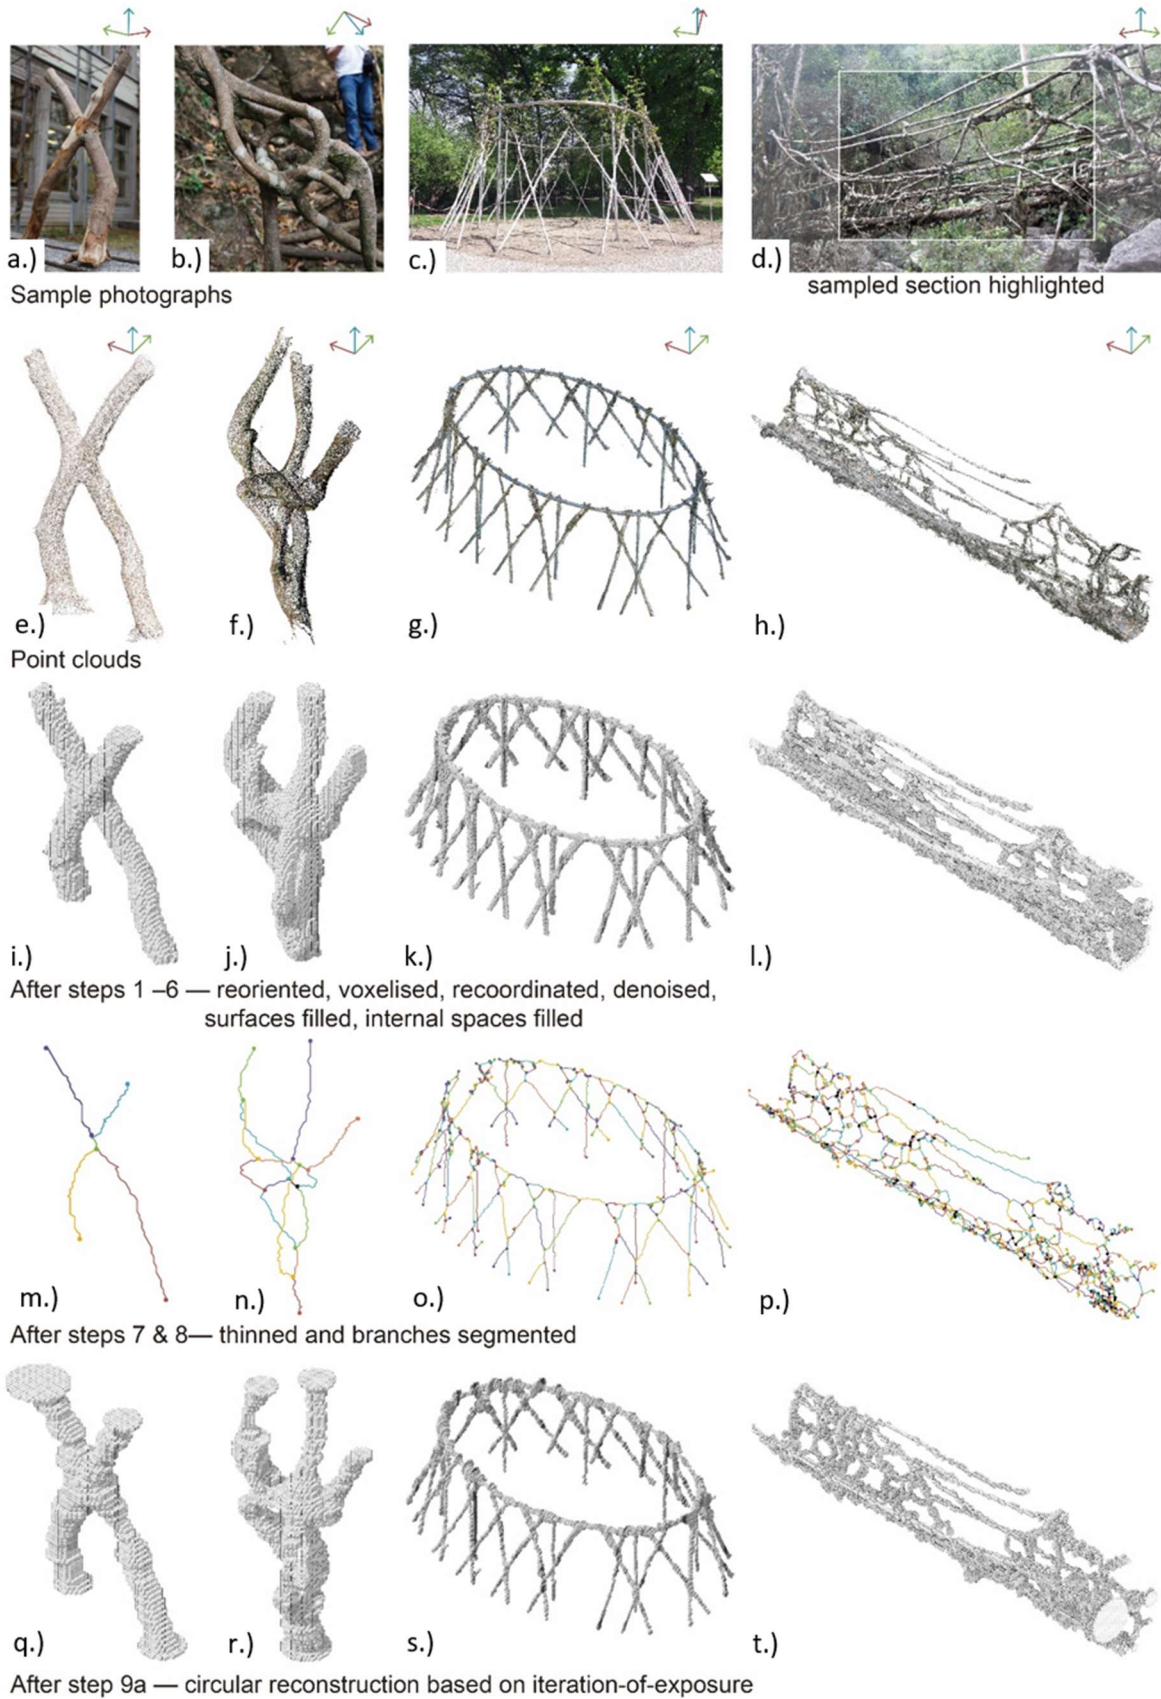 a.) b.) c.) d.)
Sample photographs
sampled section highlighted
e.) f.) g.) h.)
Point clouds
i.) j.) k.) l.)
After steps 1 –6 — reoriented, voxelised, recoordinated, denoised,
surfaces filled, internal spaces filled
m.) n.) o.) p.)
After steps 7 & 8— thinned and branches segmented
q.) r.) s.) t.)
After step 9a — circular reconstruction based on iteration-of-exposure